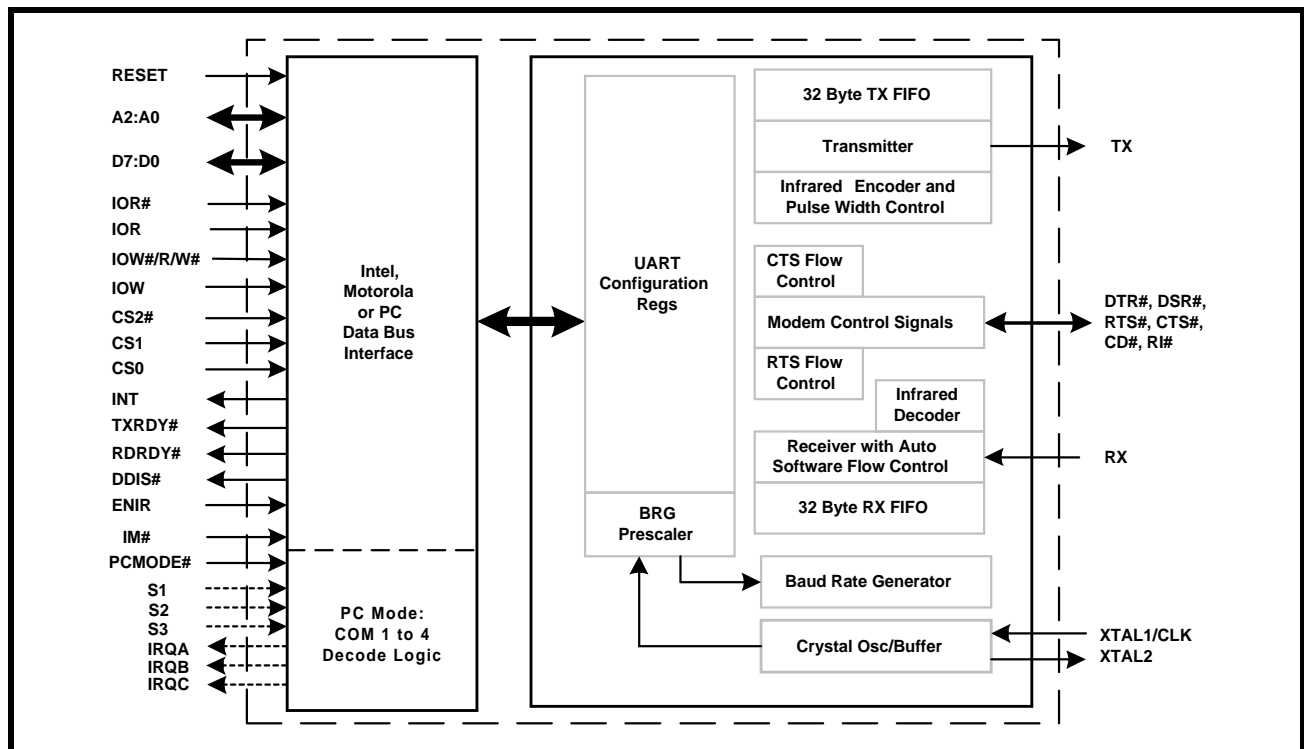 RESET
A2:A0
D7:D0
IOR#
IOR
IOW#/R/W#
IOW
CS2#
CS1
CS0
INT
TXRDY#
RDRDY#
DDIS#
ENIR
IM#
PCMODE#
S1
S2
S3
IRQA
IRQB
IRQC
Intel,
Motorola
or PC
Data Bus
Interface
PC Mode:
COM 1 to 4
Decode Logic
UART
Configuration
Regs
BRG
Prescaler
32 Byte TX FIFO
Transmitter
Infrared Encoder and
Pulse Width Control
CTS Flow
Control
Modem Control Signals
RTS Flow
Control
Infrared
Decoder
Receiver with Auto
Software Flow Control
32 Byte RX FIFO
Baud Rate Generator
Crystal Osc/Buffer
TX
DTR#, DSR#,
RTS#, CTS#,
CD#, RI#
RX
XTAL1/CLK
XTAL2